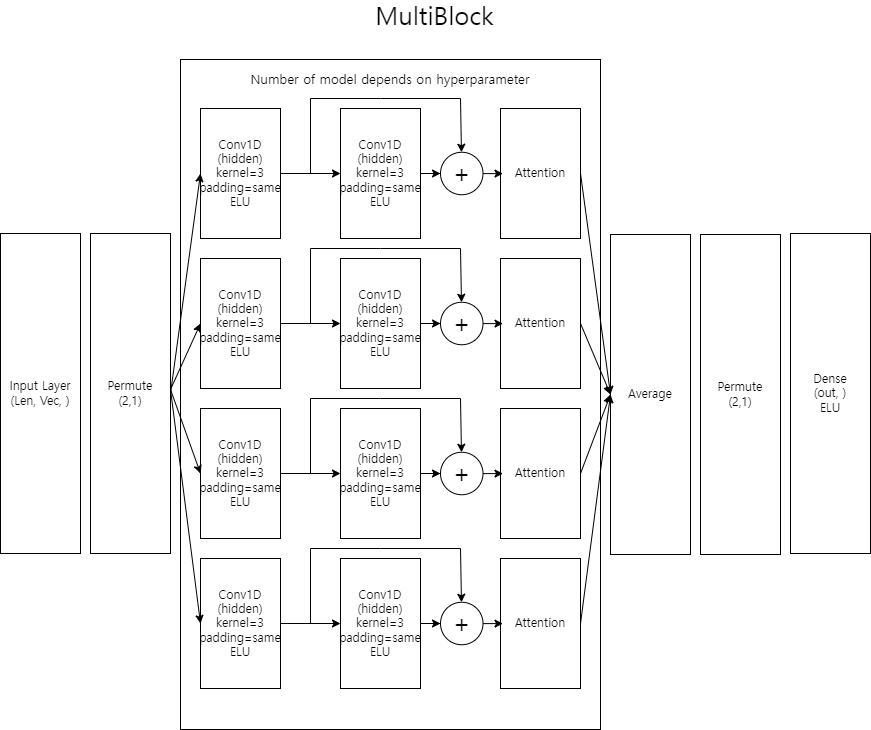 MultiBlock
Number of model depends on hyperparameter
Input Layer
(Len, Vec, )
Permute
(2,1)
Conv1D
(hidden)
kernel=3
padding=same
ELU
Conv1D
(hidden)
kernel=3
padding=same
ELU
+
Attention
Conv1D
(hidden)
kernel=3
padding=same
ELU
Conv1D
(hidden)
kernel=3
padding=same
ELU
+
Attention
Conv1D
(hidden)
kernel=3
padding=same
ELU
Conv1D
(hidden)
kernel=3
padding=same
ELU
+
Attention
Conv1D
(hidden)
kernel=3
padding=same
ELU
Conv1D
(hidden)
kernel=3
padding=same
ELU
+
Attention
Average
Permute
(2,1)
Dense
(out, )
ELU